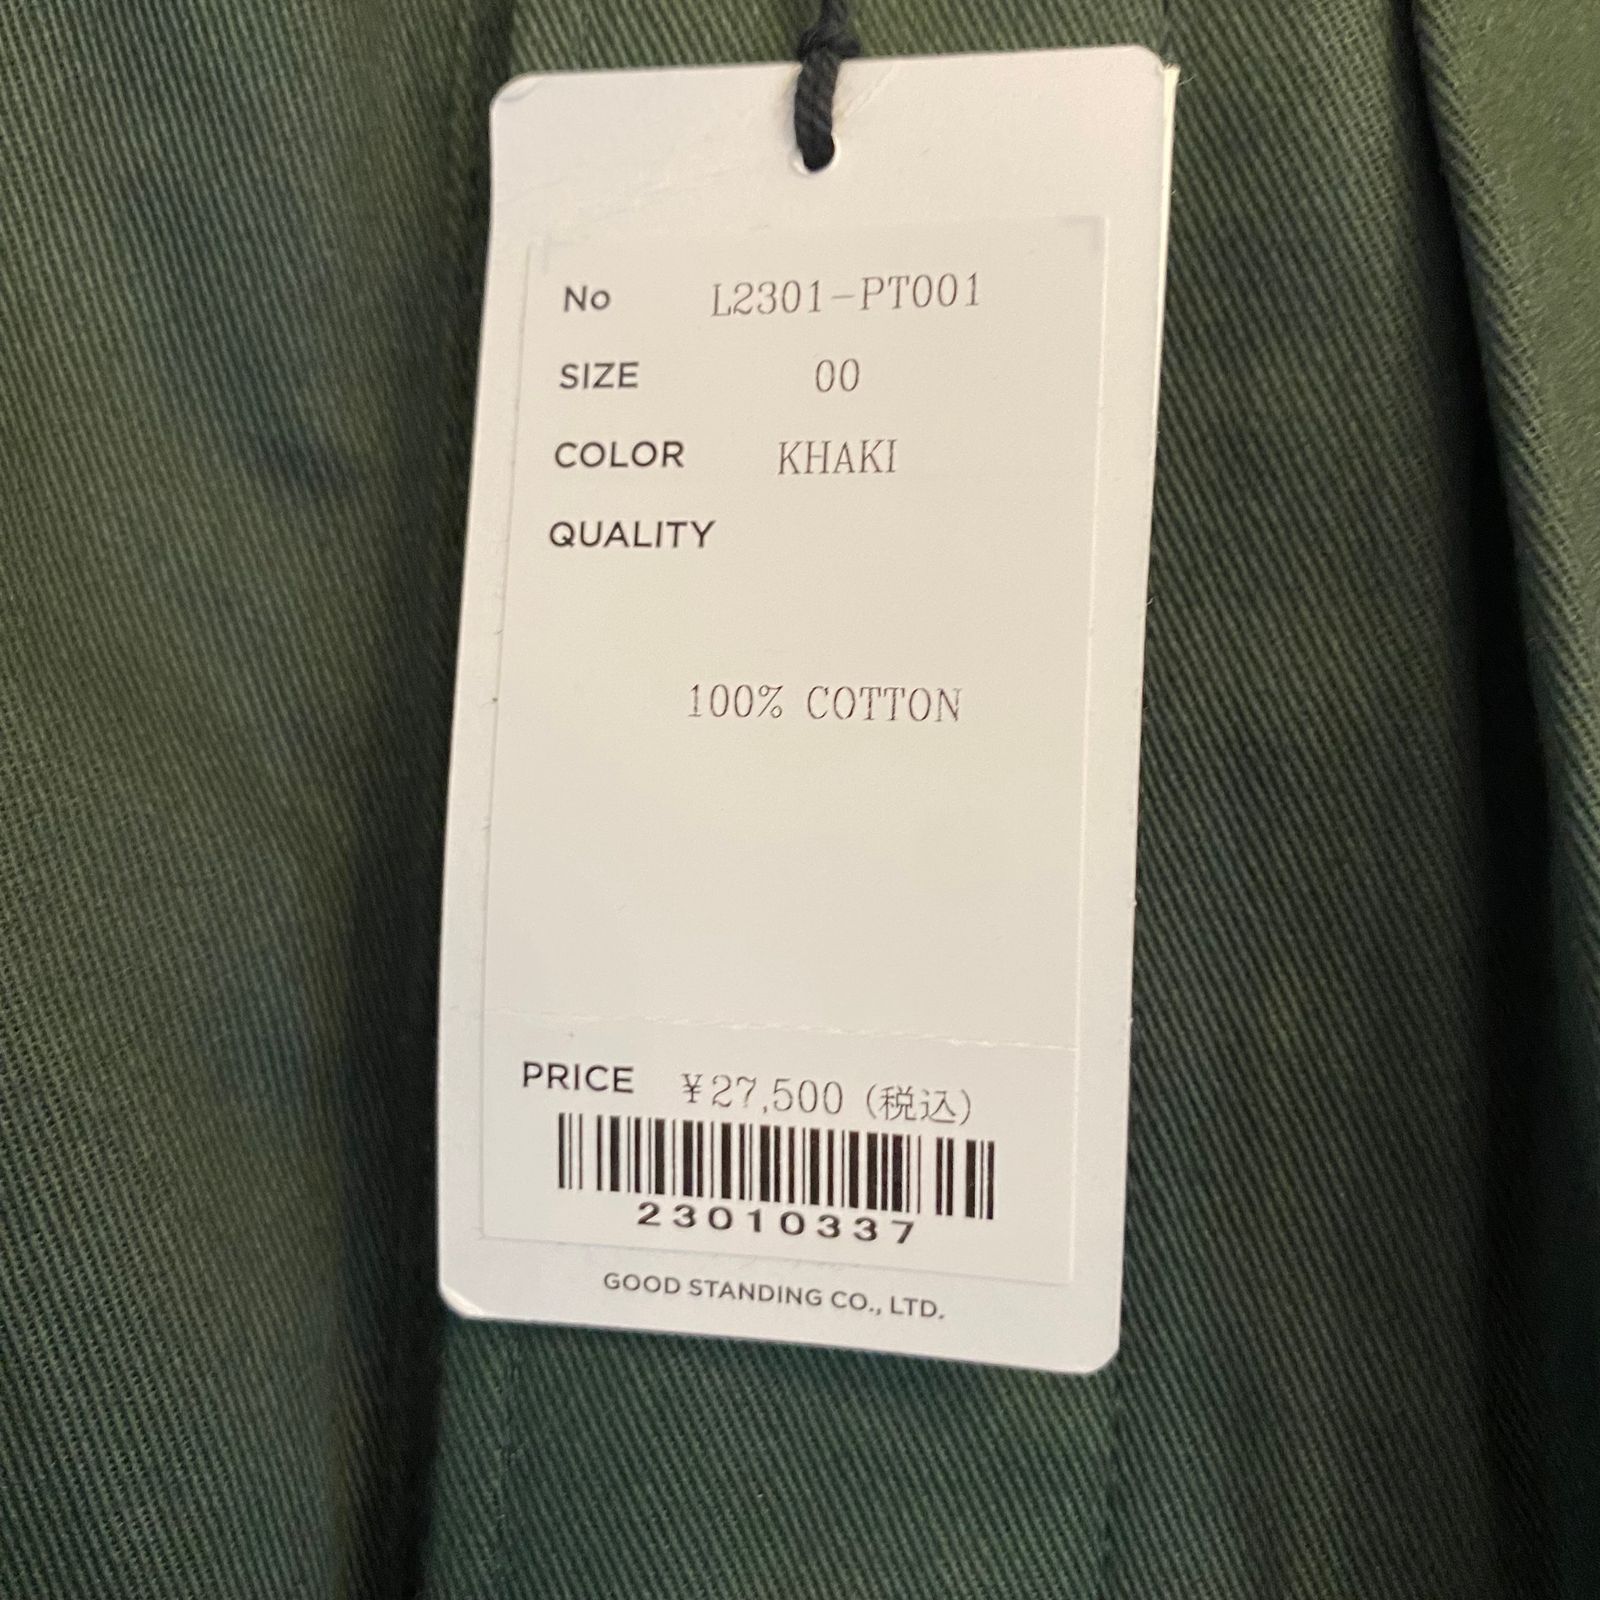 No L2301-PT001
SIZE 00
COLOR KHAKI
QUALITY
100% COTTON
PRICE ¥27,500 (税込)
23010337
GOOD STANDING CO., LTD.